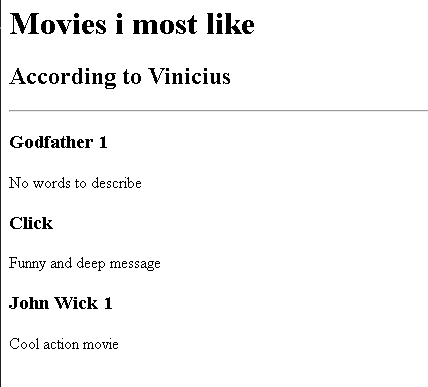 Movies i most like
According to Vinicius
Godfather 1
No words to describe
Click
Funny and deep message
John Wick 1
Cool action movie